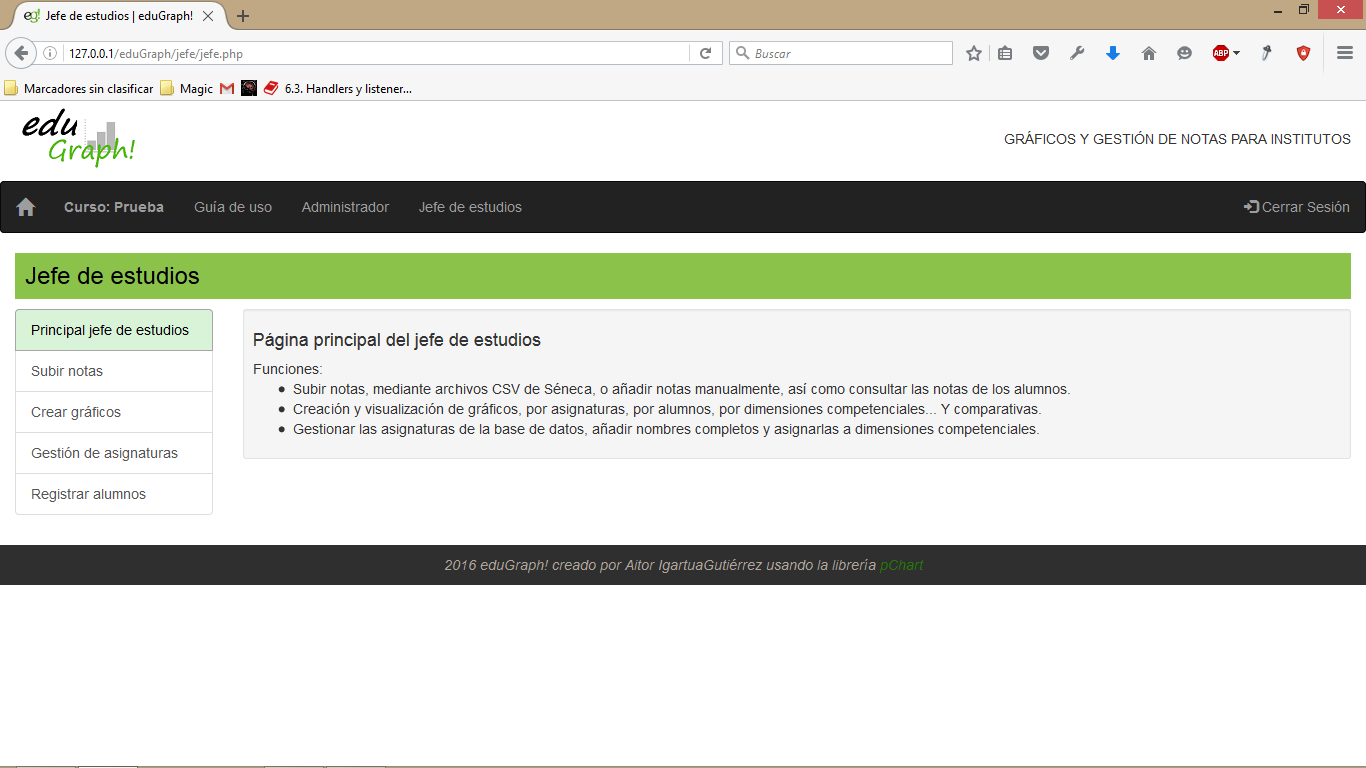 eg! Jefe de estudios | eduGraph!
127.0.0.1/eduGraph/jefe/jefe.php
Buscar
ABP
Marcadores sin clasificar Magic 6.3. Handlers y listener...
edu
Graph!
GRÁFICOS Y GESTIÓN DE NOTAS PARA INSTITUTOS
Curso: Prueba Guía de uso Administrador Jefe de estudios Cerrar Sesión
Jefe de estudios
Principal jefe de estudios
Subir notas
Crear gráficos
Gestión de asignaturas
Registrar alumnos
Página principal del jefe de estudios
Funciones:
• Subir notas, mediante archivos CSV de Séneca, o añadir notas manualmente, así como consultar las notas de los alumnos.
• Creación y visualización de gráficos, por asignaturas, por alumnos, por dimensiones competenciales... Y comparativas.
• Gestionar las asignaturas de la base de datos, añadir nombres completos y asignarlas a dimensiones competenciales.
2016 eduGraph! creado por Aitor IgartuaGutiérrez usando la librería pChart